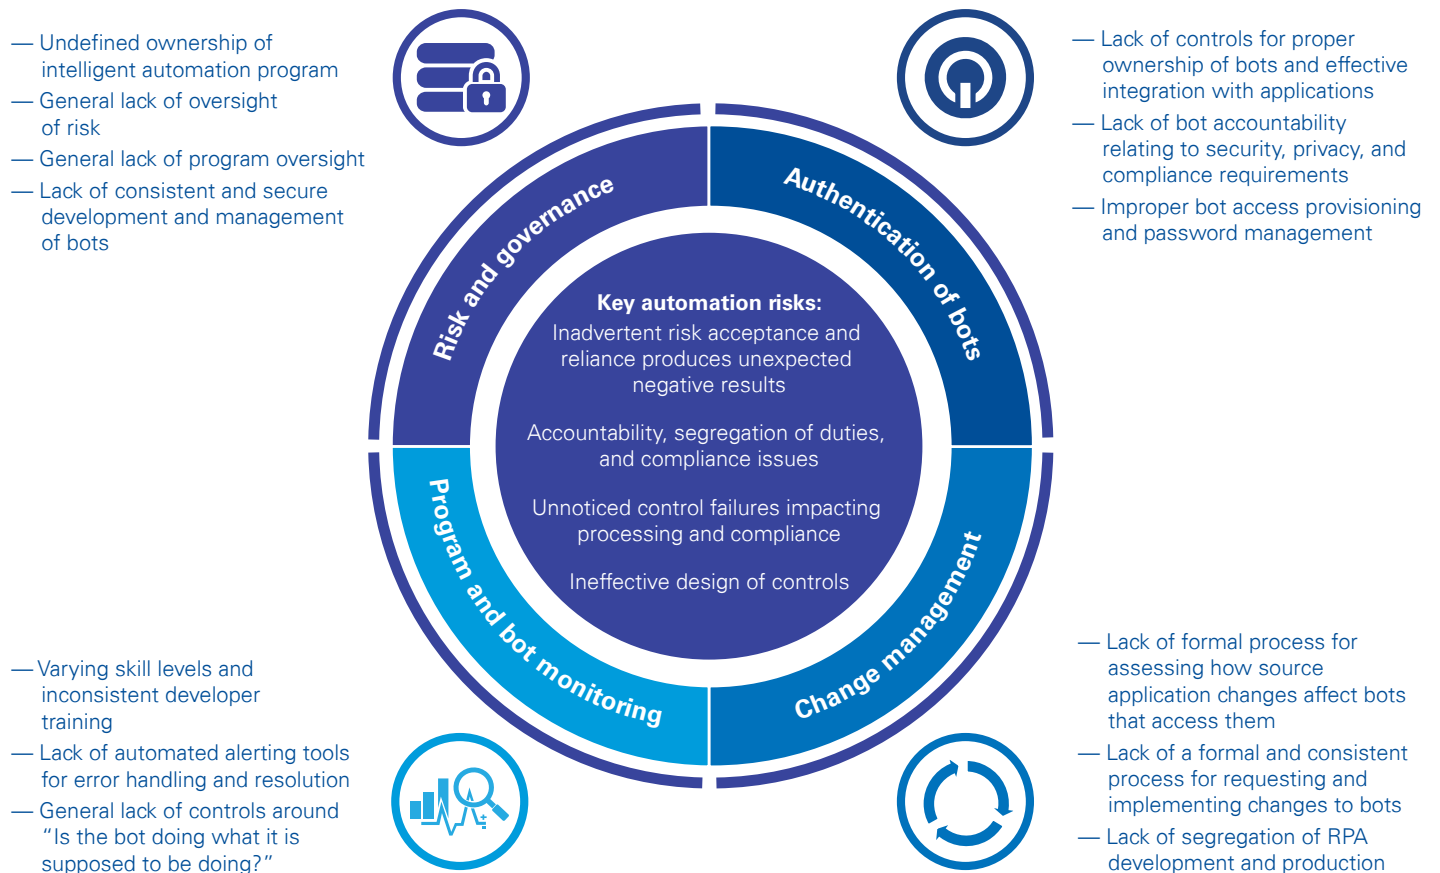 — Undefined ownership of
intelligent automation program
— General lack of oversight
of risk
— General lack of program oversight
— Lack of consistent and secure
development and management
of bots
— Lack of controls for proper
ownership of bots and effective
integration with applications
— Lack of bot accountability
relating to security, privacy, and
compliance requirements
— Improper bot access provisioning
and password management
Risk and governance
Authentication of bots
Key automation risks:
Inadvertent risk acceptance and
reliance produces unexpected
negative results
Accountability, segregation of duties,
and compliance issues
Unnoticed control failures impacting
processing and compliance
Ineffective design of controls
Program and bot monitoring
Change management
— Varying skill levels and
inconsistent developer
training
— Lack of automated alerting tools
for error handling and resolution
— General lack of controls around
“Is the bot doing what it is
supposed to be doing?”
— Lack of formal process for
assessing how source
application changes affect bots
that access them
— Lack of a formal and consistent
process for requesting and
implementing changes to bots
— Lack of segregation of RPA
development and production